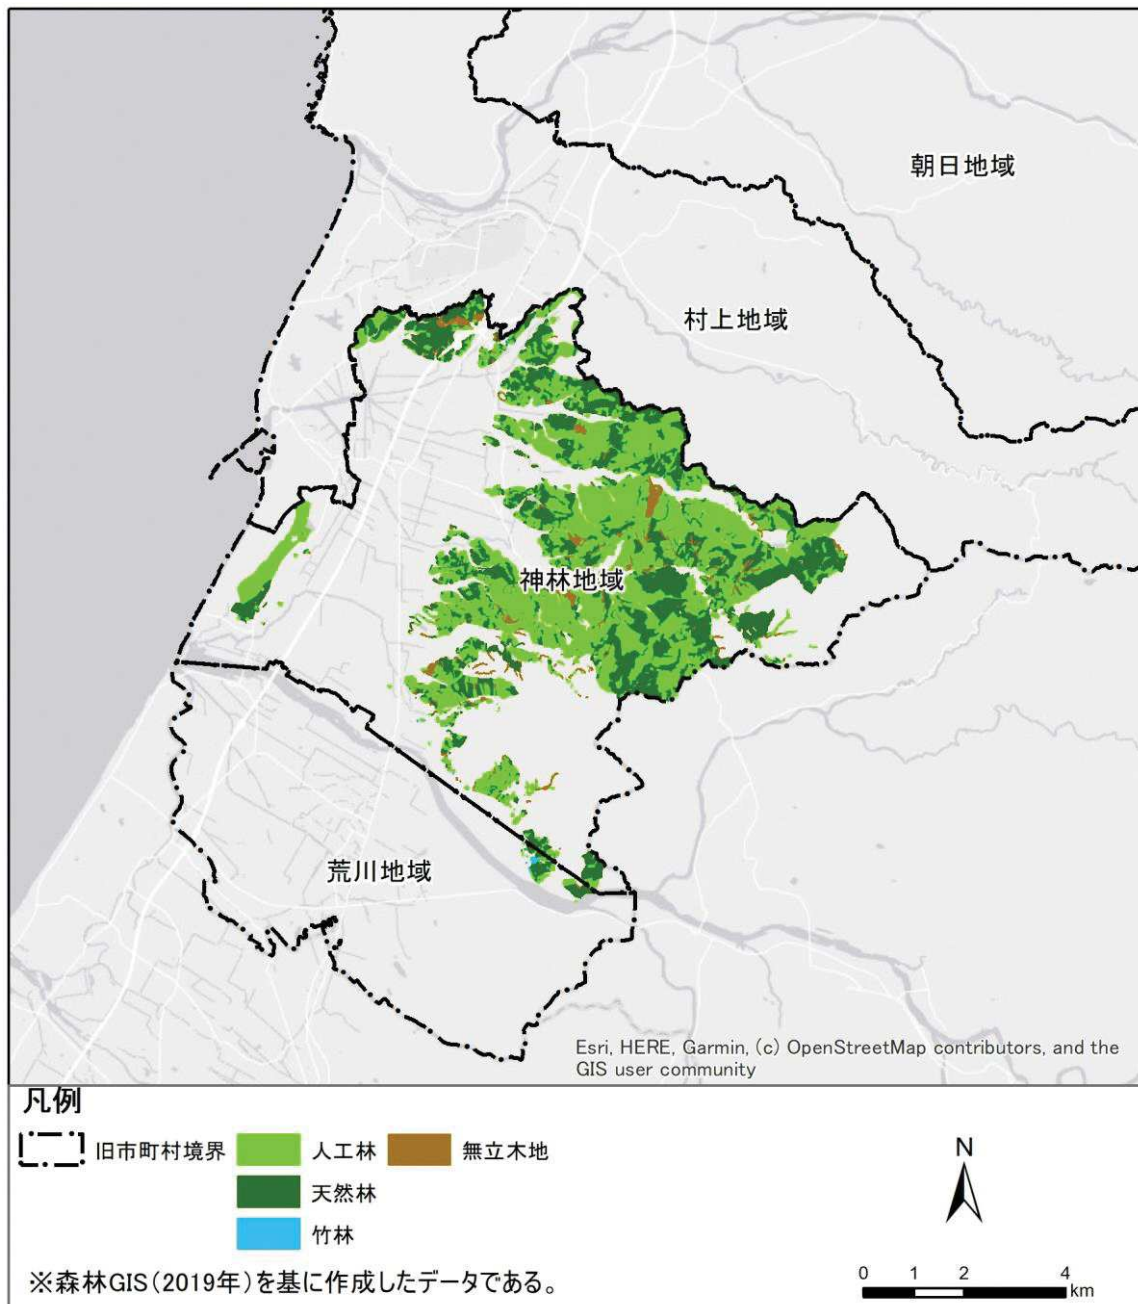 朝日地域
村上地域
神林地域
荒川地域
Esri, HERE, Garmin, (c) OpenStreetMap contributors, and the
GIS user community
凡例
旧市町村境界
人工林
無立木地
天然林
竹林
※森林GIS(2019年)を基に作成したデータである。
N
0 1 2 4
km